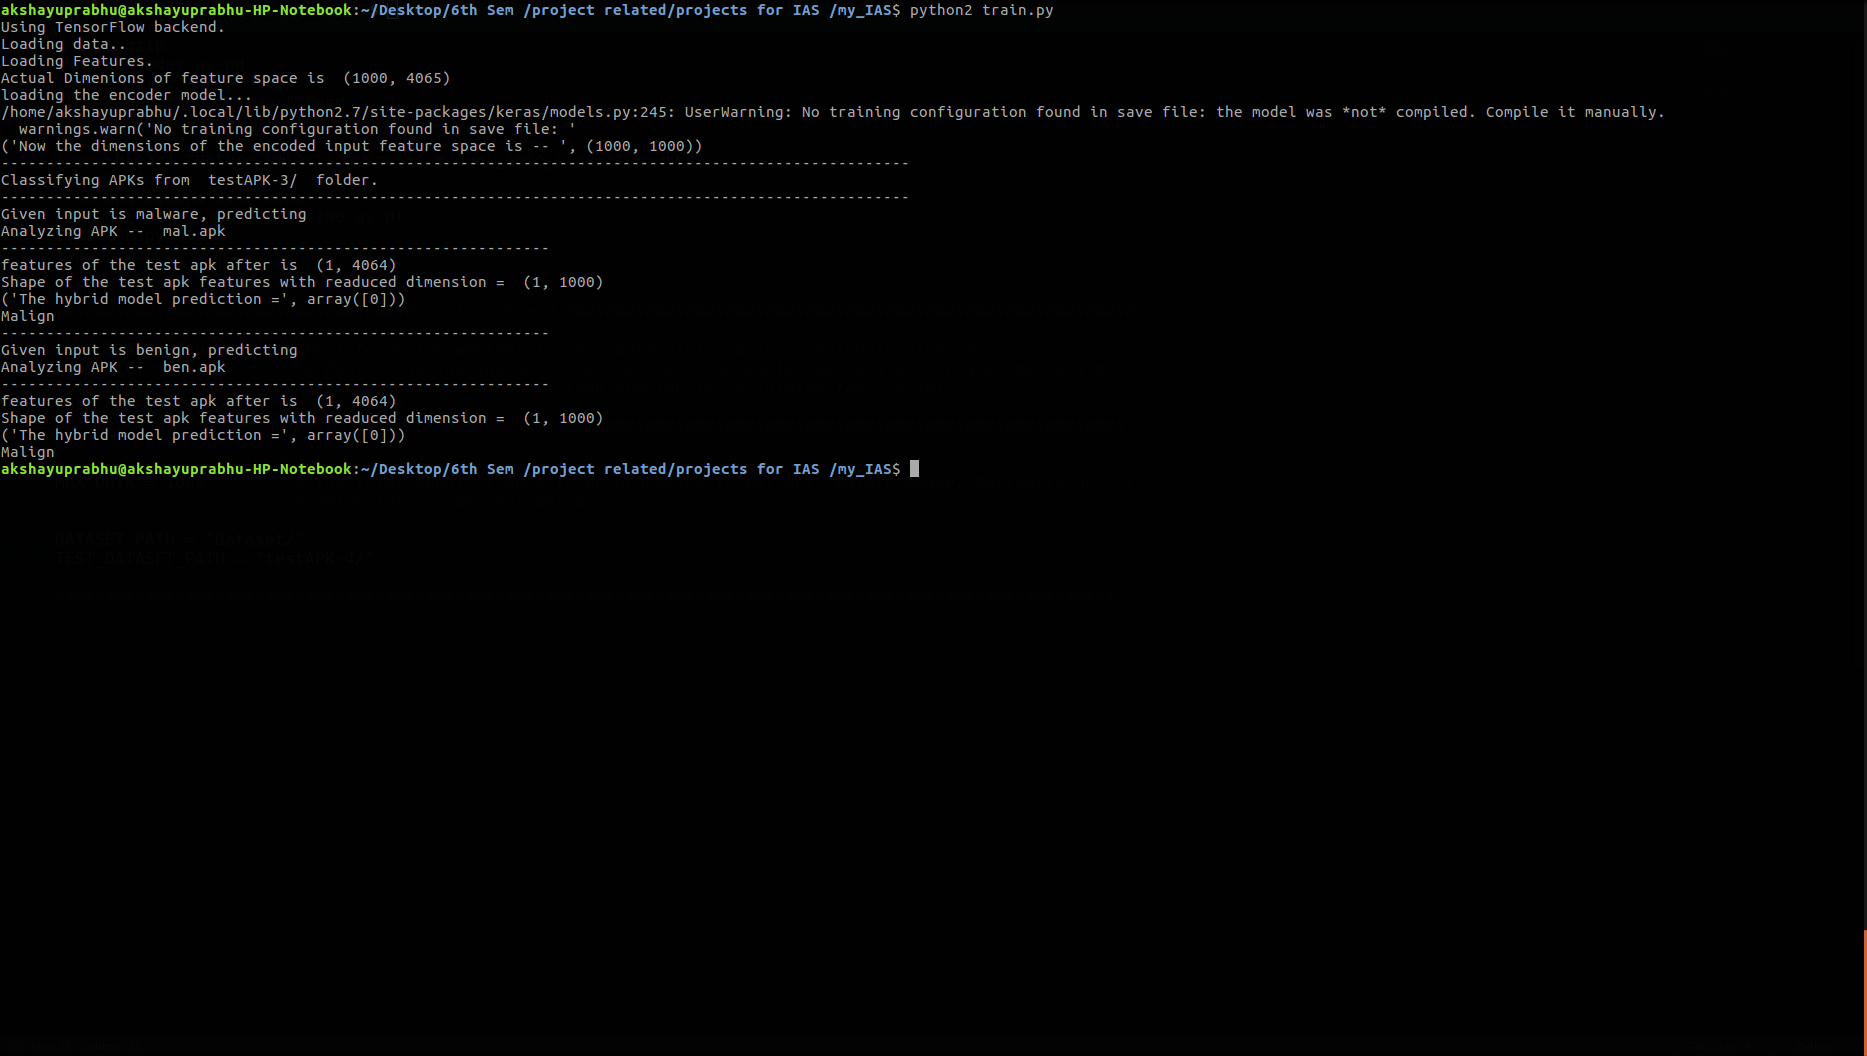 akshayuprabhu@akshayuprabhu-HP-Notebook:~/Desktop/6th Sem /project related/projects for IAS /my_IAS$ python2 train.py
Using TensorFlow backend.
Loading data..
Loading Features.
Actual Dimenions of feature space is  (1000, 4065)
loading the encoder model...
/home/akshayuprabhu/.local/lib/python2.7/site-packages/keras/models.py:245: UserWarning: No training configuration found in save file: the model was *not* compiled. Compile it manually.
  warnings.warn('No training configuration found in save file: '
('Now the dimensions of the encoded input feature space is -- ', (1000, 1000))
-----------------------------------------------------------------------------------------------------
Classifying APKs from  testAPK-3/  folder.
-----------------------------------------------------------------------------------------------------
Given input is malware, predicting
Analyzing APK --  mal.apk
-------------------------------------------------------------
features of the test apk after is  (1, 4064)
Shape of the test apk features with readuced dimension =  (1, 1000)
('The hybrid model prediction =', array([0]))
Malign
-------------------------------------------------------------
Given input is benign, predicting
Analyzing APK --  ben.apk
-------------------------------------------------------------
features of the test apk after is  (1, 4064)
Shape of the test apk features with readuced dimension =  (1, 1000)
('The hybrid model prediction =', array([0]))
Malign
akshayuprabhu@akshayuprabhu-HP-Notebook:~/Desktop/6th Sem /project related/projects for IAS /my_IAS$
DATASET_PATH = "Dataset/"
TEST_DATASET_PATH = "testAPK-4/"